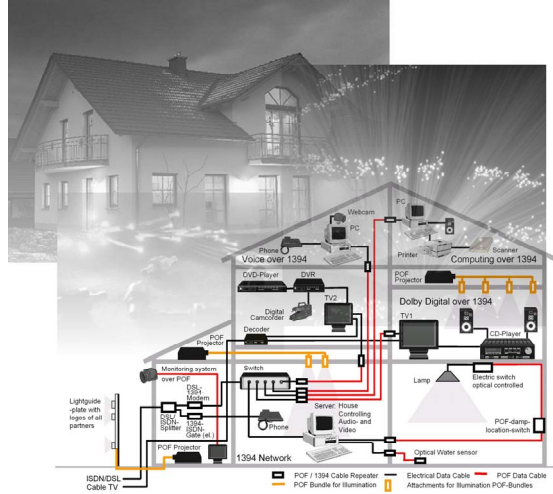 Webcam
PC
PC
Phone
Printer
Scanner
Voice over 1394
Computing over 1394
DVD-Player
DVR
POF
Projector
TV2
Digital
Camcorder
Dolby Digital over 1394
Decoder
TV1
CD-Player
POF
Projector
Monitoring system
over POF
Switch
Lamp
Electric switch
optical controlled
DSL-
1391
Modem
Lightguide
-plate with
logos of all
partners
DSL/
ISDN-
Splitter
1394-
ISDN-
Gate (el.)
Phone
Server: House
Controlling
Audio- and
Video
POF-damp-
location-switch
POF Projector
1394 Network
Optical Water sensor
ISDN/DSL
Cable TV
POF / 1394 Cable Repeater
Electrical Data Cable
POF Data Cable
POF Bundle for Illumination
Attachments for Illumination POF-Bundles